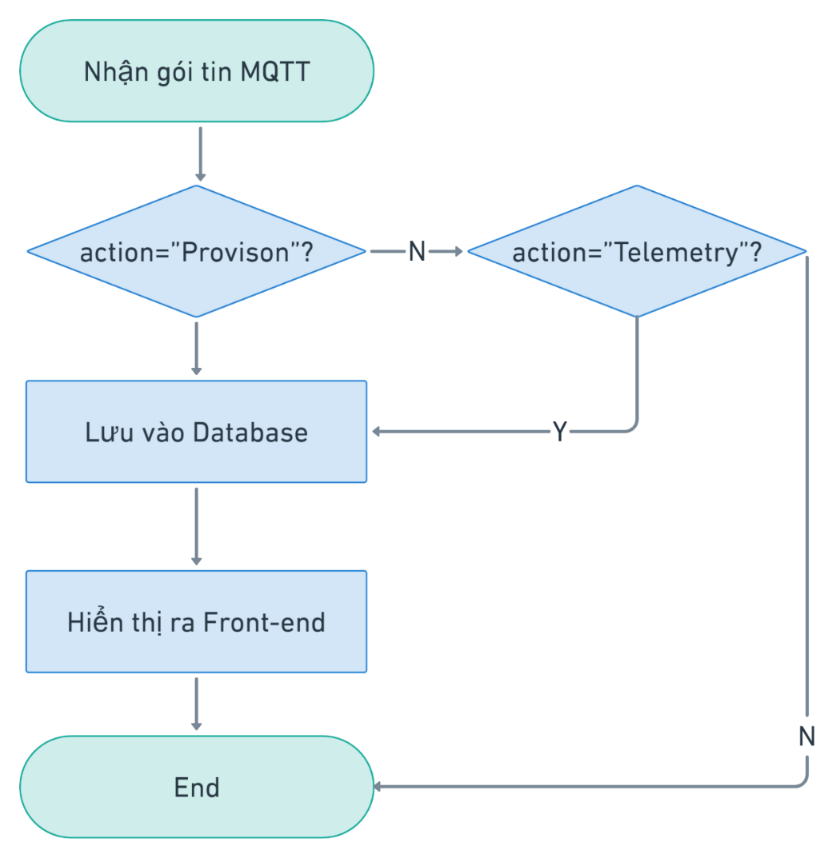 Nhận gói tin MQTT
action="Provison"?
N
action="Telemetry"?
Lưu vào Database
Y
Hiển thị ra Front-end
N
End